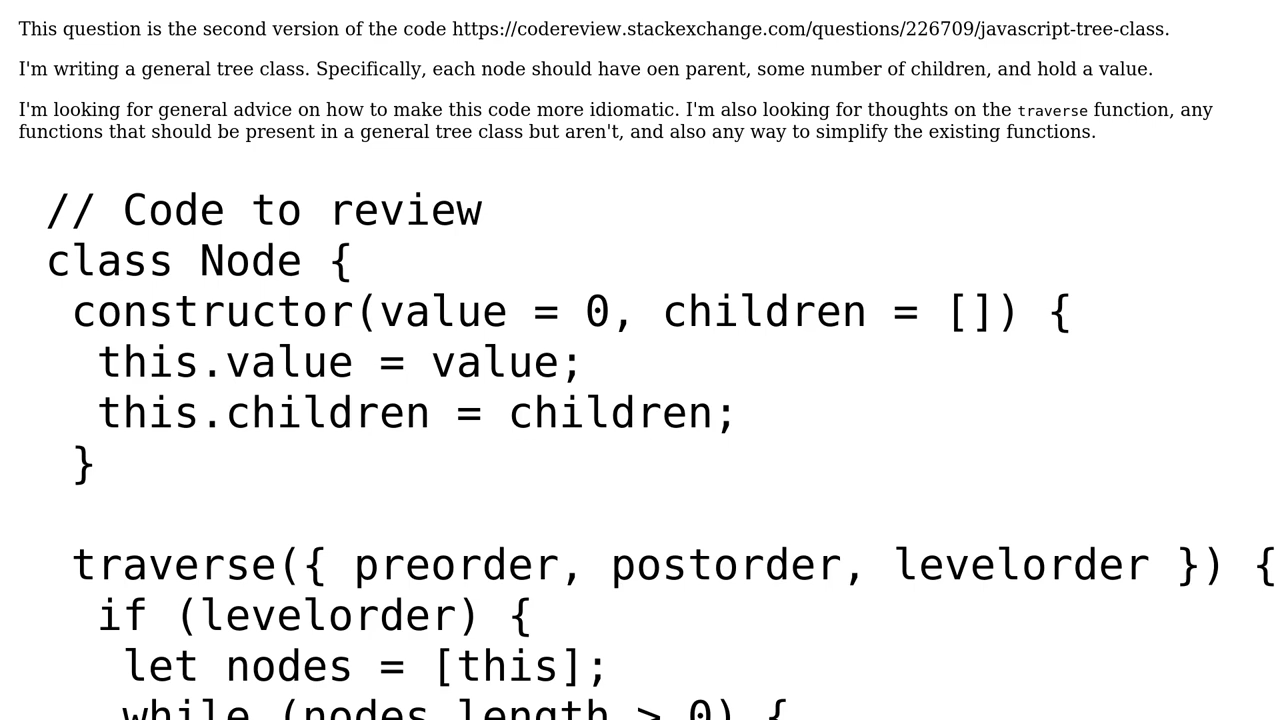 This question is the second version of the code https://codereview.stackexchange.com/questions/226709/javascript-tree-class.
I'm writing a general tree class. Specifically, each node should have oen parent, some number of children, and hold a value.
I'm looking for general advice on how to make this code more idiomatic. I'm also looking for thoughts on the traverse function, any
functions that should be present in a general tree class but aren't, and also any way to simplify the existing functions.
// Code to review
class Node {
constructor(value = 0, children = []) {
this.value = value;
this.children = children;
}
traverse({ preorder, postorder, levelorder }) {
if (levelorder) {
let nodes = [this];
while (nodes.length > 0) {